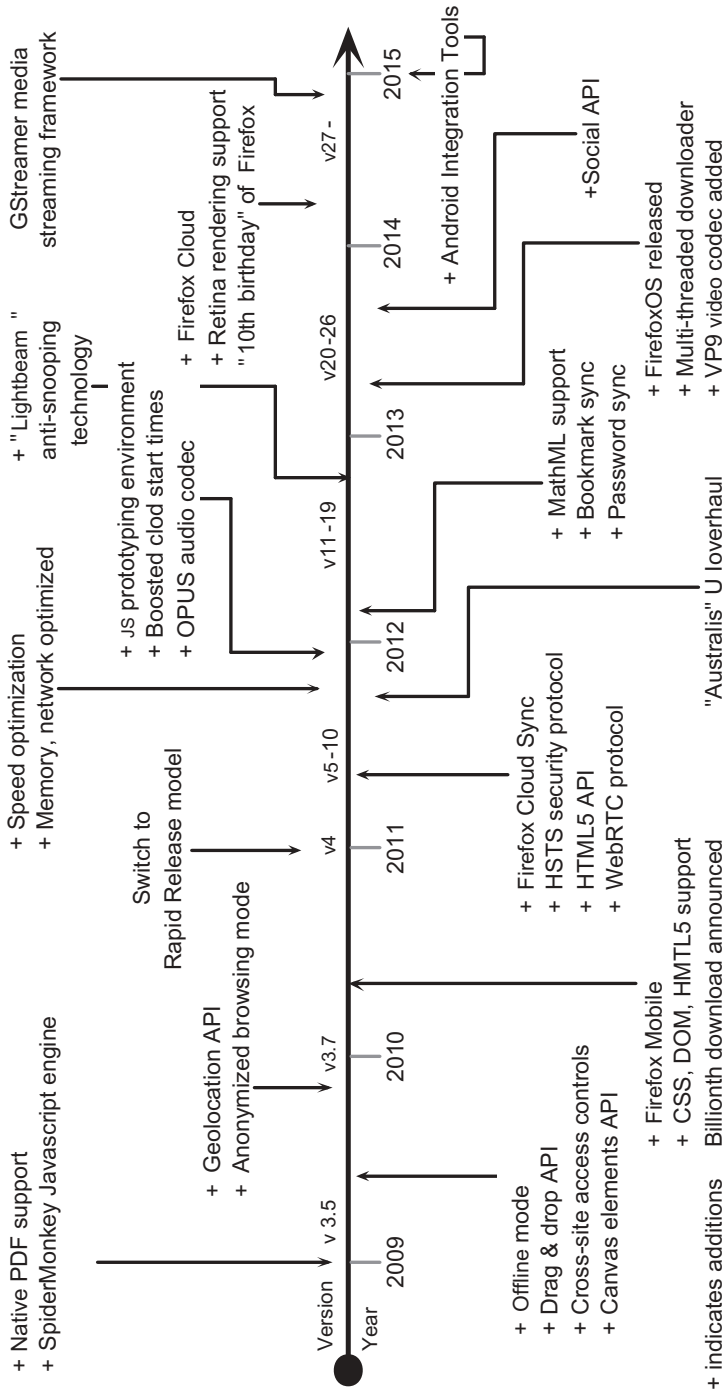 + Native PDF support
+ SpiderMonkey Javascript engine
+ Geolocation API
+ Anonymized browsing mode
Switch to
Rapid Release model
+ Speed optimization
+ Memory, network optimized
+ JS prototyping environment
+ Boosted clod start times
+ OPUS audio codec
+ "Lightbeam "
anti-snooping
technology
+ Firefox Cloud
+ Retina rendering support
"10th birthday" of Firefox
GStreamer media
streaming framework
Version
v 3.5
v3.7
v4
v5-10
v11-19
v20-26
v27-
Year
2009
2010
2011
2012
2013
2014
2015
+ Offline mode
+ Drag & drop API
+ Cross-site access controls
+ Canvas elements API
+ Firefox Mobile
+ CSS, DOM, HMTL5 support
Billionth download announced
+ Firefox Cloud Sync
+ HSTS security protocol
+ HTML5 API
+ WebRTC protocol
"Australis" U Ioverhaul
+ MathML support
+ Bookmark sync
+ Password sync
+ FirefoxOS released
+ Multi-threaded downloader
+ VP9 video codec added
+Social API
+ Android Integration Tools
+ indicates additions